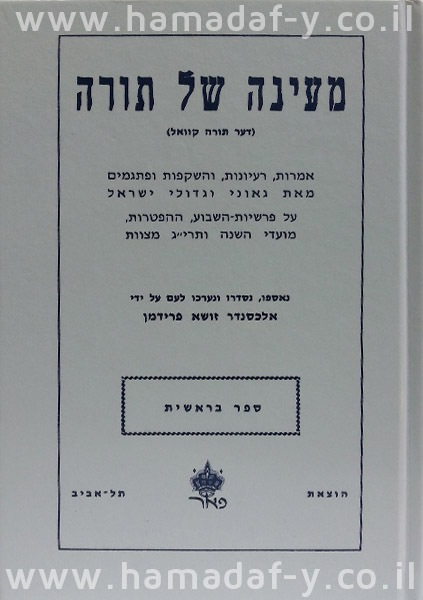 www.hamadaf-y.co.il
מעינה של תורה
(דער תורה קוואל)
אמרות, רעיונות, והשקפות ופתגמים
מאת גאוני וגדולי ישראל
על פרשיות-השבוע, ההפטרות,
מועדי השנה ותרי״ג מצוות
נאספו, נסדרו ונערכו לעם על ידי
אלכסנדר זושא פרידמן
ספר בראשית
הוצאת
פאר
תל-אביב
www.hamadaf-y.co.il